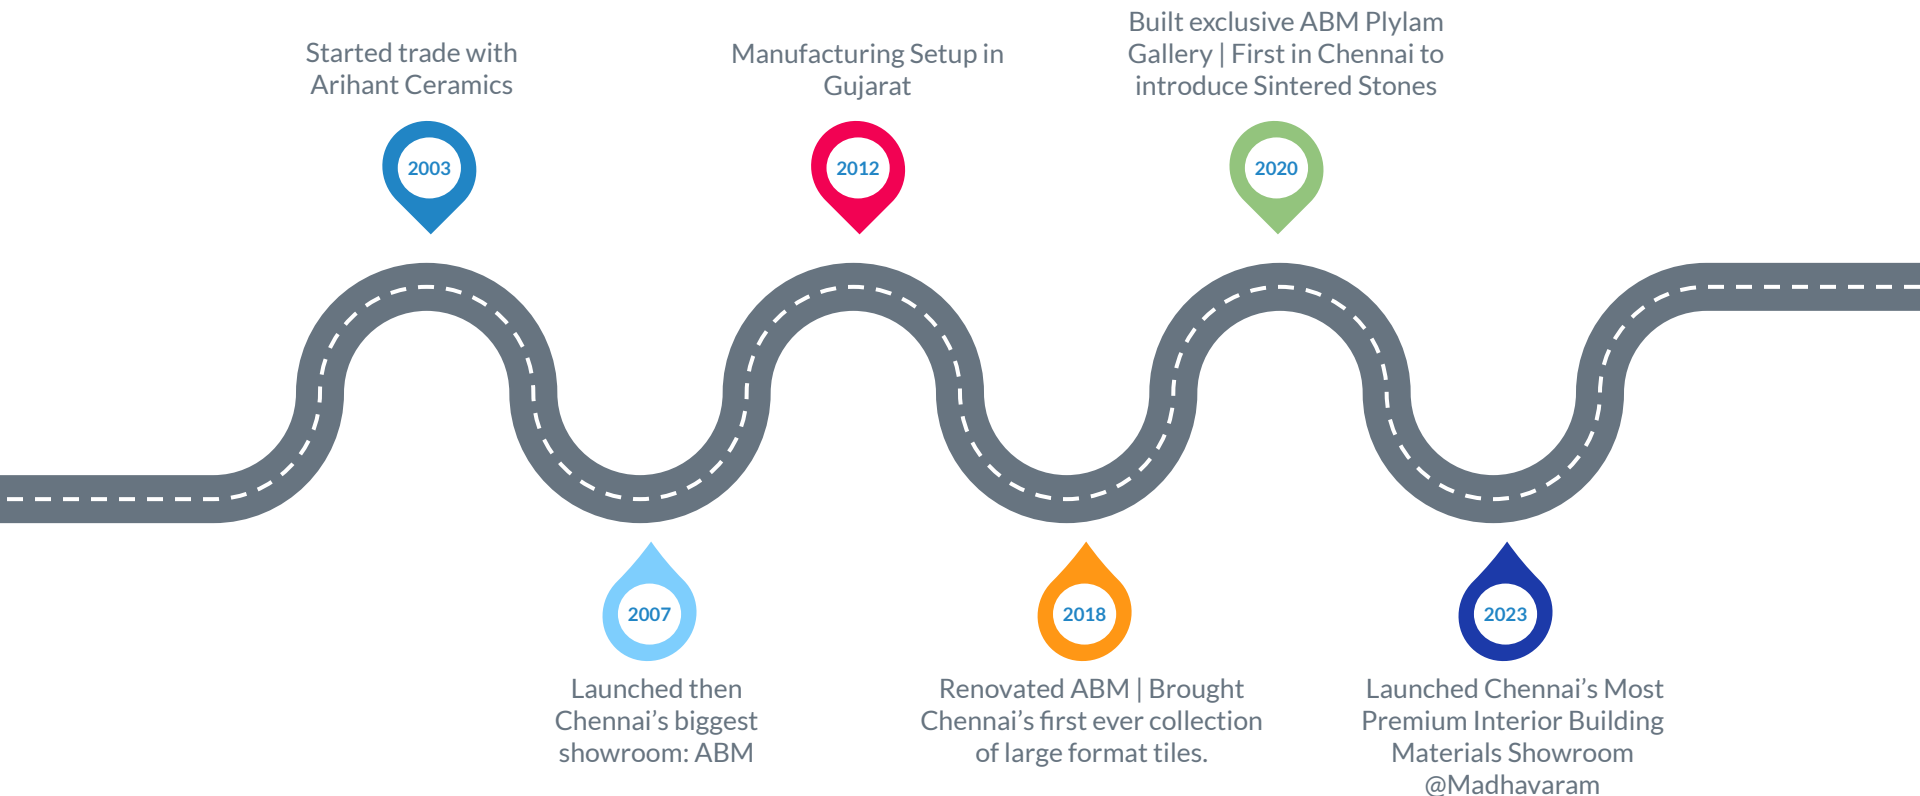 Started trade with
Arihant Ceramics
2003
Launched then
Chennai’s biggest
showroom: ABM
2007
Manufacturing Setup in
Gujarat
2012
Renovated ABM | Brought
Chennai’s first ever collection
of large format tiles.
2018
Built exclusive ABM Plylam
Gallery | First in Chennai to
introduce Sintered Stones
2020
Launched Chennai’s Most
Premium Interior Building
Materials Showroom
@Madhavaram
2023